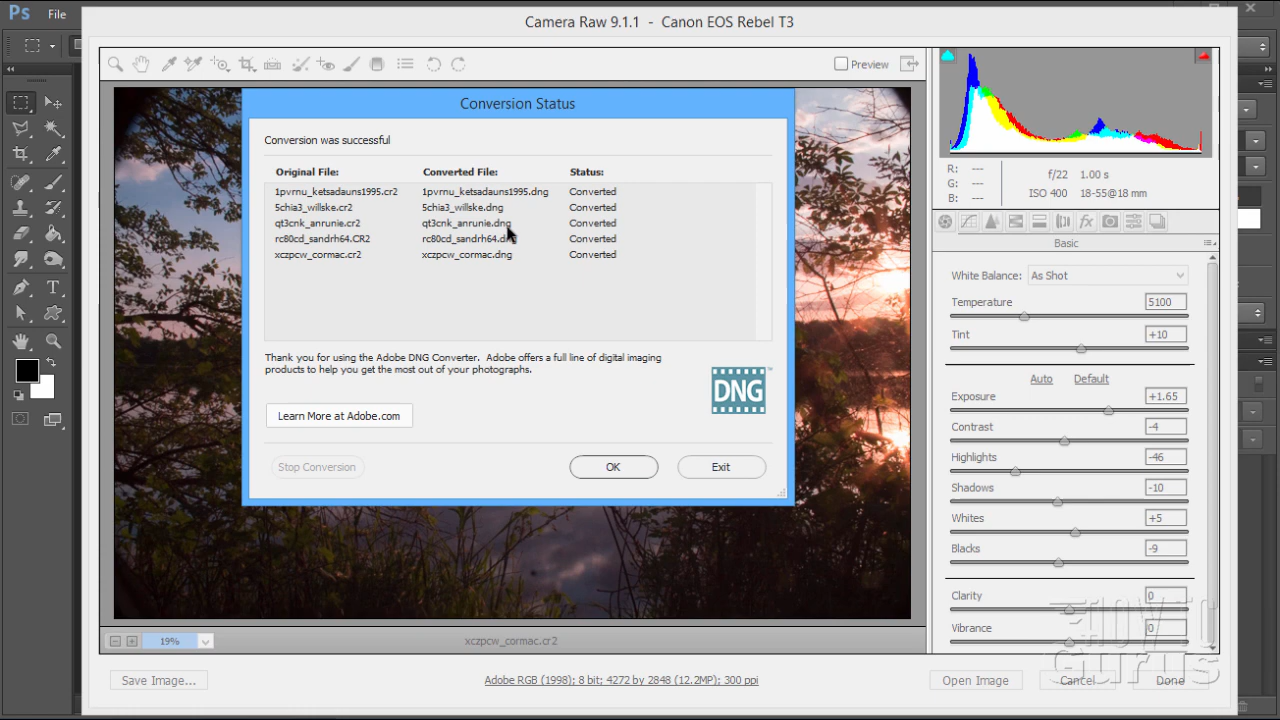 Ps File
Camera Raw 9.1.1 - Canon EOS Rebel T3
Preview
Conversion Status
Conversion was successful
Original File: Converted File: Status:
1pvrnu_ketsadauns1995.cr2 1pvrnu_ketsadauns1995.dng Converted
5chia3_willske.cr2 5chia3_willske.dng Converted
qt3cnk_anrunie.cr2 qt3cnk_anrunie.dng Converted
rc80cd_sandrh64.CR2 rc80cd_sandrh64.dng Converted
xczpcw_cormac.cr2 xczpcw_cormac.dng Converted
Thank you for using the Adobe DNG Converter. Adobe offers a full line of digital imaging
products to help you get the most out of your photographs.
DNG
Learn More at Adobe.com
Stop Conversion OK Exit
R: ---
G: ---
B: ---
f/22 1.00 s
ISO 400 18-55@18 mm
fx
Basic
White Balance: As Shot
Temperature 5100
Tint +10
Auto Default
Exposure +1.65
Contrast -4
Highlights -46
Shadows -10
Whites +5
Blacks -9
Clarity 0
Vibrance 0
19% xczpcw_cormac.cr2
Save Image... Adobe RGB (1998); 8 bit; 4272 by 2848 (12.2MP); 300 ppi Open Image Cancel Done
HOW TO
Gurus